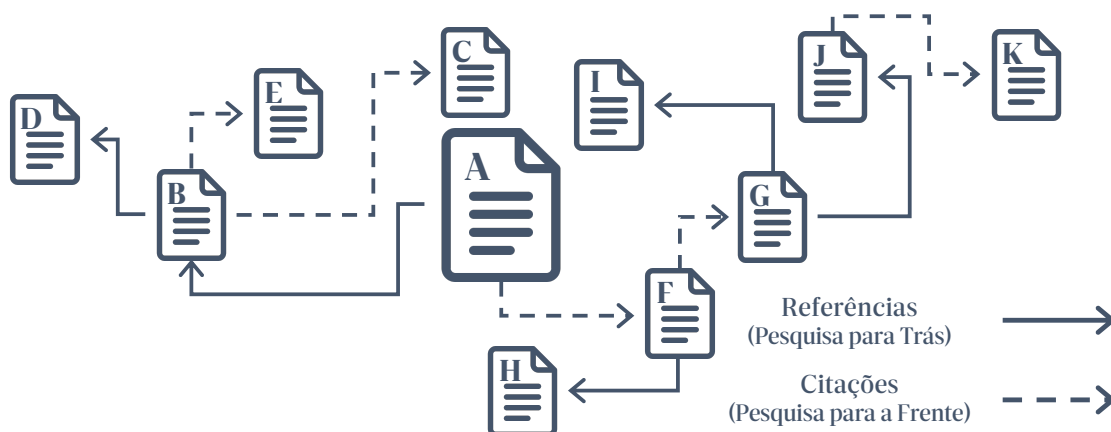 C
J
K
E
I
D
A
B
G
F
H
Referências
(Pesquisa para Trás)
Citações
(Pesquisa para a Frente)